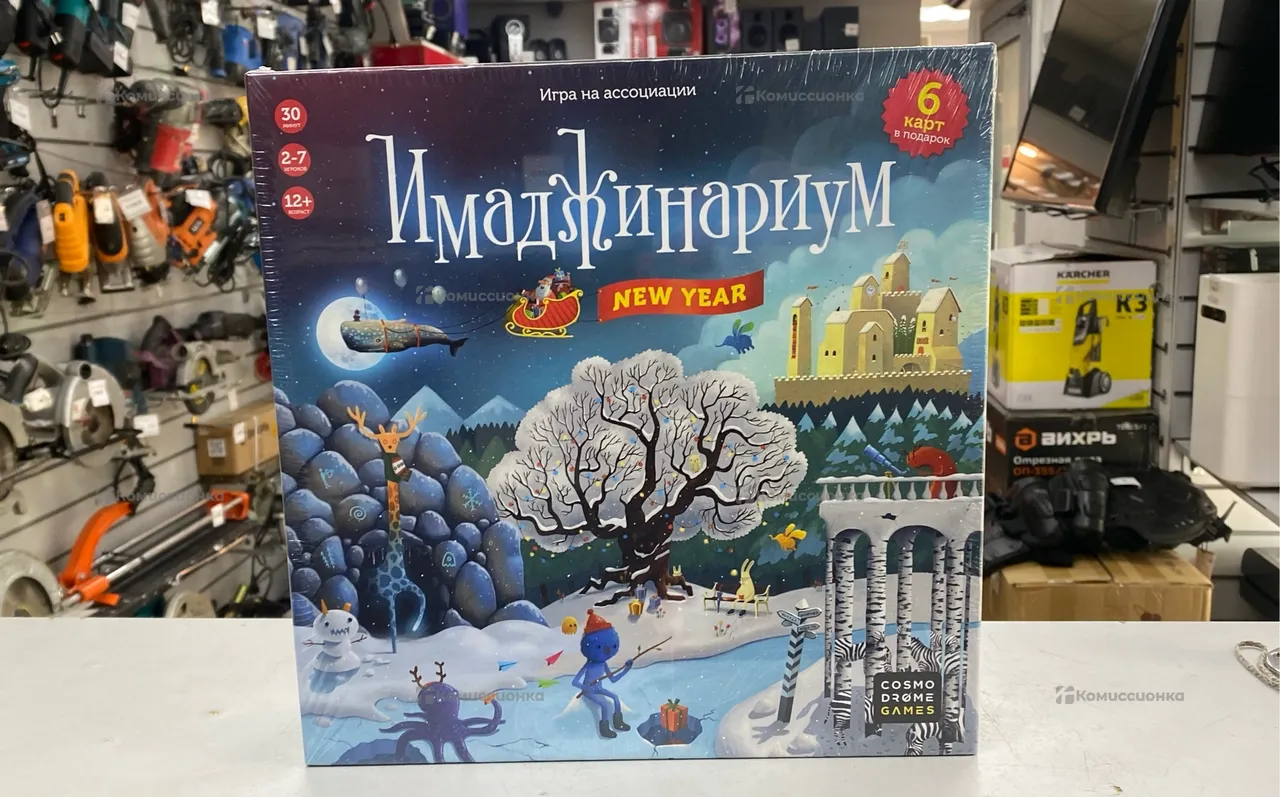 Игра на ассоциации
Комиссионка
6
карт
в подарок
30
минут
2-7
игроков
12+
возраст
Имаджинариум
Комиссионка
NEW YEAR
KÄRCHER
K3
ВИХРЬ
Отрезная
Комиссионка
COSMO
DROME
GAMES
Комиссионка
Комиссионка